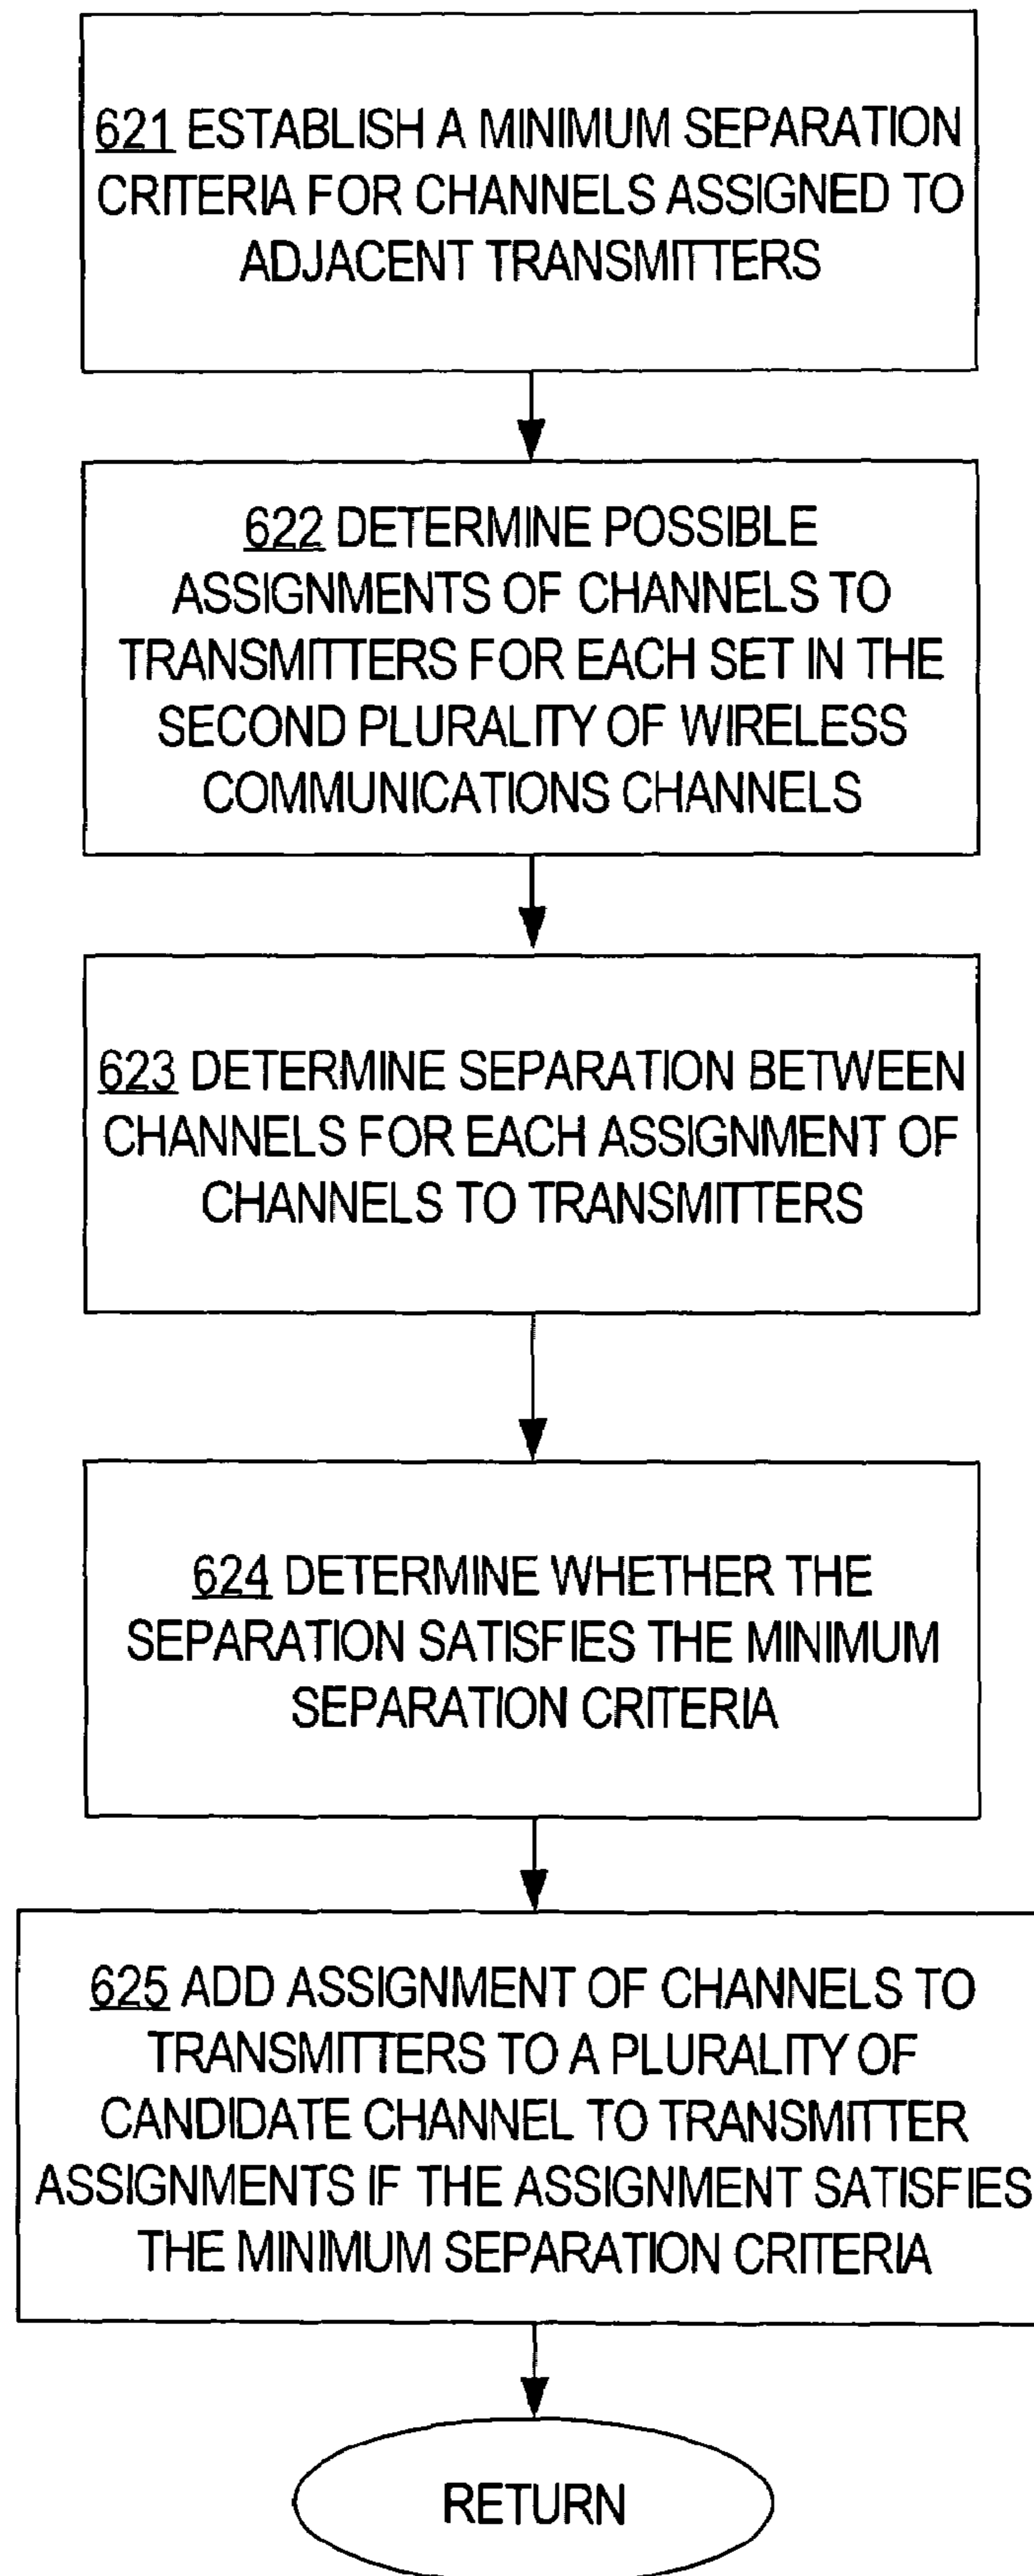 621 ESTABLISH A MINIMUM SEPARATION
CRITERIA FOR CHANNELS ASSIGNED TO
ADJACENT TRANSMITTERS
622 DETERMINE POSSIBLE
ASSIGNMENTS OF CHANNELS TO
TRANSMITTERS FOR EACH SET IN THE
SECOND PLURALITY OF WIRELESS
COMMUNICATIONS CHANNELS
623 DETERMINE SEPARATION BETWEEN
CHANNELS FOR EACH ASSIGNMENT OF
CHANNELS TO TRANSMITTERS
624 DETERMINE WHETHER THE
SEPARATION SATISFIES THE MINIMUM
SEPARATION CRITERIA
625 ADD ASSIGNMENT OF CHANNELS TO
TRANSMITTERS TO A PLURALITY OF
CANDIDATE CHANNEL TO TRANSMITTER
ASSIGNMENTS IF THE ASSIGNMENT SATISFIES
THE MINIMUM SEPARATION CRITERIA
RETURN